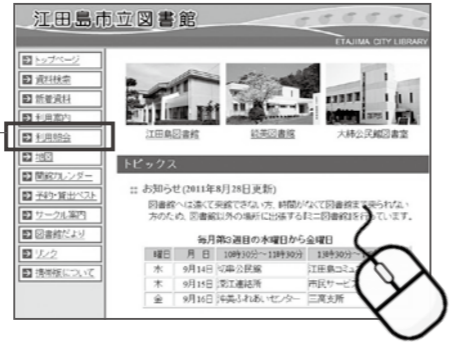 江田島市立図書館
ETAJIMA CITY LIBRARY
トップページ
資料検索
新着資料
利用案内
利用照会
地図
開館カレンダー
予約・貸出ベスト
サークル案内
図書館だより
リンク
携帯版について
江田島図書館
能美図書館
大柿公民館図書室
トピックス
お知らせ(2011年8月28日更新)
図書館へは遠くて来館できない方、時間がなくて図書館まで来られない
方のため、図書館以外の場所に出張するミニ図書館を行っています。
毎月第3週目の水曜日から金曜日
曜日 月 日 10時30分~11時30分 13時30分~
水 9月14日 切串公民館 江田島コミュ
木 9月15日 深江連絡所 市民サービス
金 9月16日 沖美ふれあいセンター 三高支所